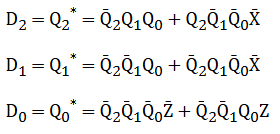 D₂ = Q₂* = Q̄₂Q₁Q₀ + Q₂Q̄₁Q̄₀X̄
D₁ = Q₁* = Q̄₂Q̄₁Q₀ + Q̄₂Q₁Q̄₀X̄
D₀ = Q₀* = Q̄₂Q̄₁Q̄₀Z̄ + Q̄₂Q̄₁Q₀Z